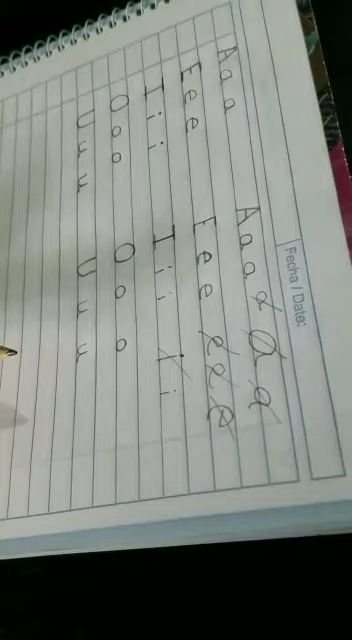 Fecha / Date:
A a a A a a
E e e E e e
I i i I i i i
O o o O o o
U u u U u u